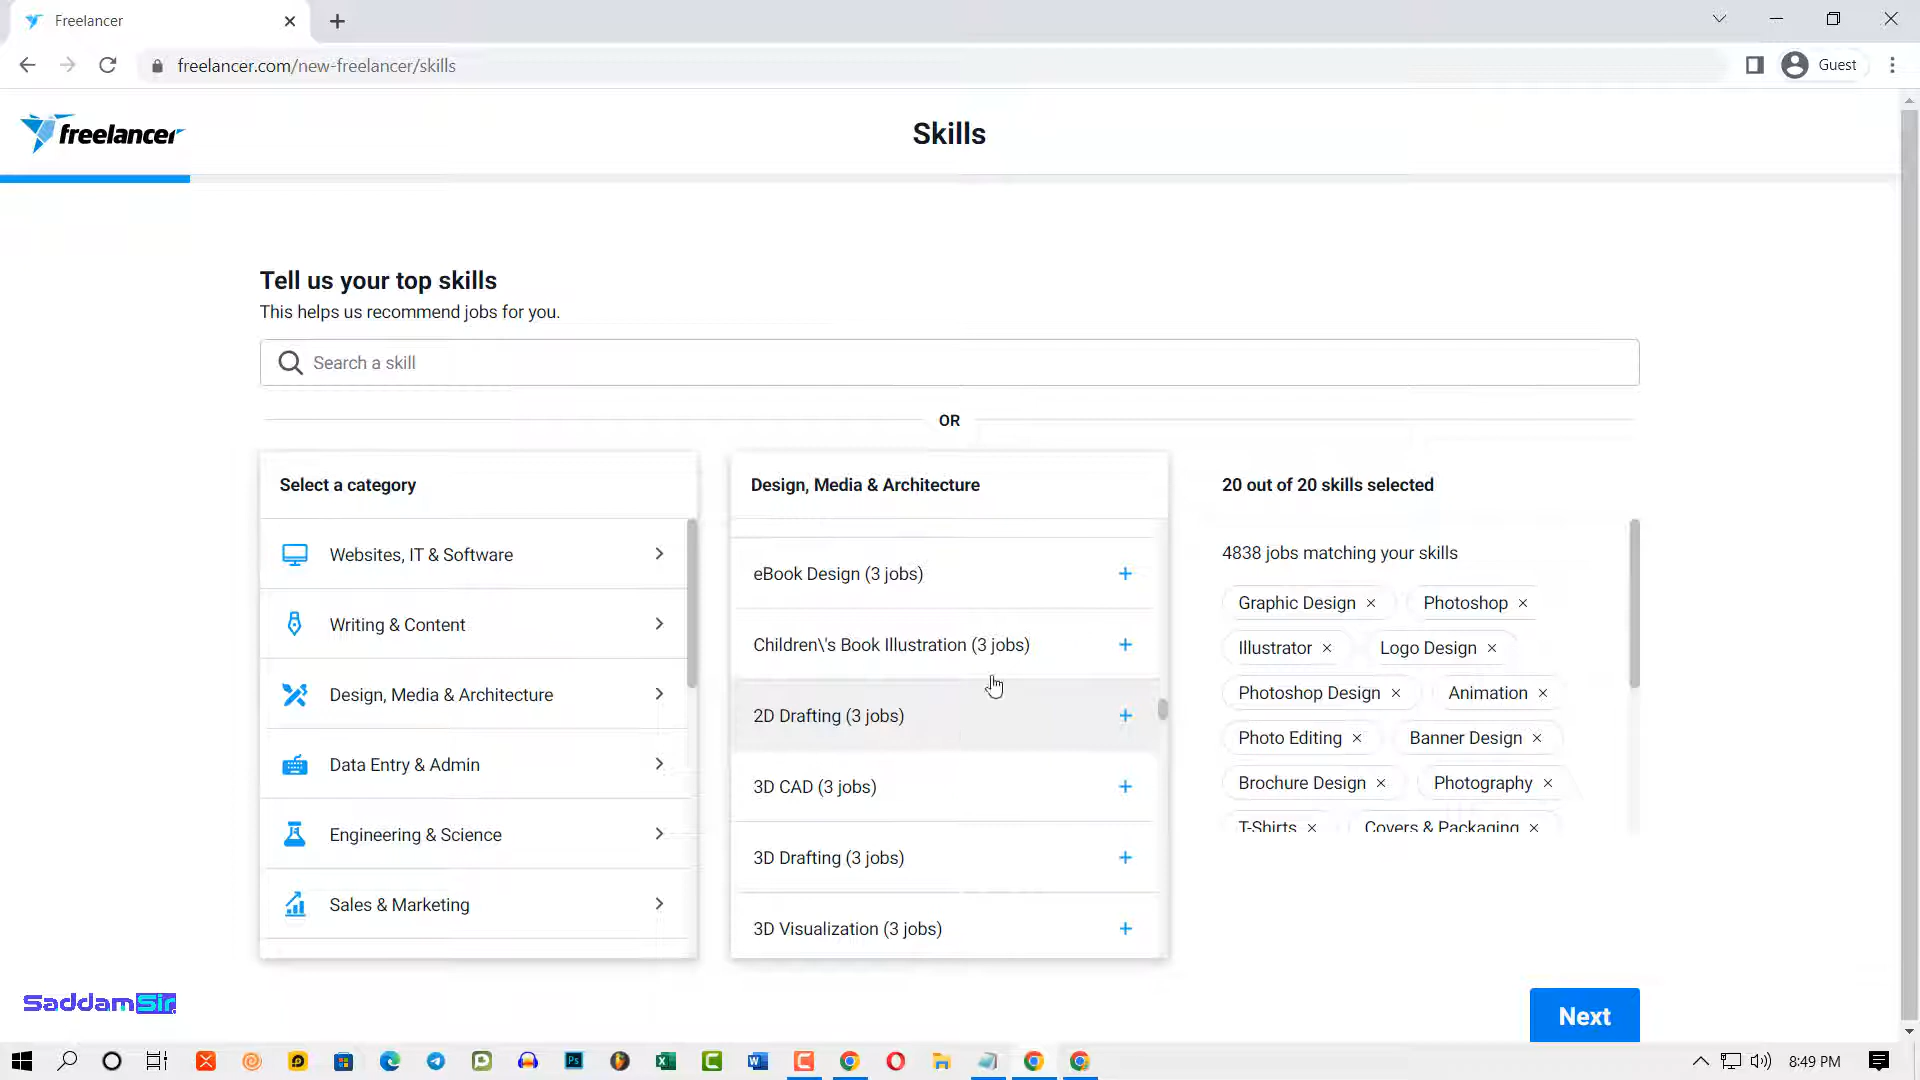 Freelancer
freelancer.com/new-freelancer/skills
Guest
freelancer
Skills
Tell us your top skills
This helps us recommend jobs for you.
Search a skill
OR
Select a category
Websites, IT & Software
Writing & Content
Design, Media & Architecture
Data Entry & Admin
Engineering & Science
Sales & Marketing
Design, Media & Architecture
eBook Design (3 jobs)
Children\'s Book Illustration (3 jobs)
2D Drafting (3 jobs)
3D CAD (3 jobs)
3D Drafting (3 jobs)
3D Visualization (3 jobs)
20 out of 20 skills selected
4838 jobs matching your skills
Graphic Design × Photoshop ×
Illustrator × Logo Design ×
Photoshop Design × Animation ×
Photo Editing × Banner Design ×
Brochure Design × Photography ×
T-Shirts × Covers & Packaging ×
Next
SaddamSir
8:49 PM